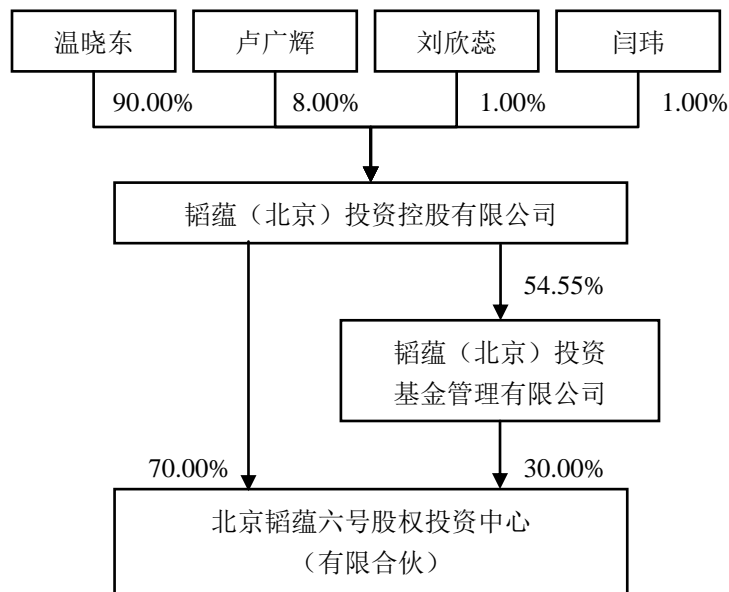 温晓东 卢广辉 刘欣蕊 闫玮
90.00% 8.00% 1.00% 1.00%
韬蕴（北京）投资控股有限公司
54.55%
韬蕴（北京）投资
基金管理有限公司
70.00% 30.00%
北京韬蕴六号股权投资中心
（有限合伙）